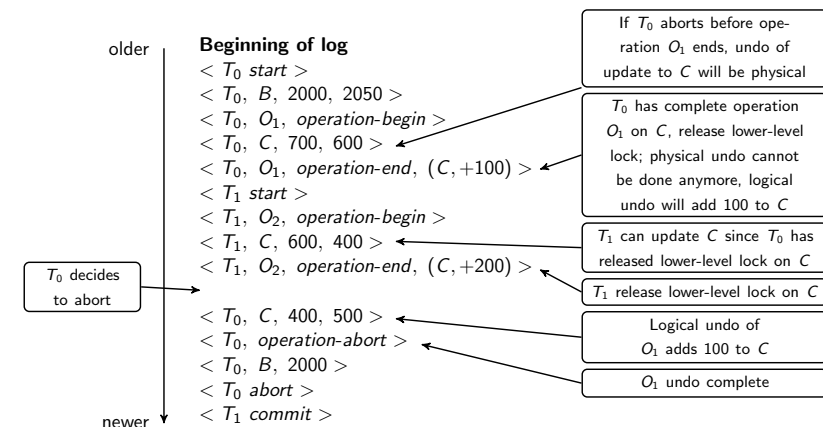 older
Beginning of log
< T₀ start >
< T₀, B, 2000, 2050 >
< T₀, O₁, operation-begin >
< T₀, C, 700, 600 >
< T₀, O₁, operation-end, (C, +100) >
< T₁ start >
< T₁, O₂, operation-begin >
< T₁, C, 600, 400 >
< T₁, O₂, operation-end, (C, +200) >
< T₀, C, 400, 500 >
< T₀, operation-abort >
< T₀, B, 2000 >
< T₀ abort >
< T₁ commit >
newer
T₀ decides
to abort
If T₀ aborts before ope-
ration O₁ ends, undo of
update to C will be physical
T₀ has complete operation
O₁ on C, release lower-level
lock; physical undo cannot
be done anymore, logical
undo will add 100 to C
T₁ can update C since T₀ has
released lower-level lock on C
T₁ release lower-level lock on C
Logical undo of
O₁ adds 100 to C
O₁ undo complete